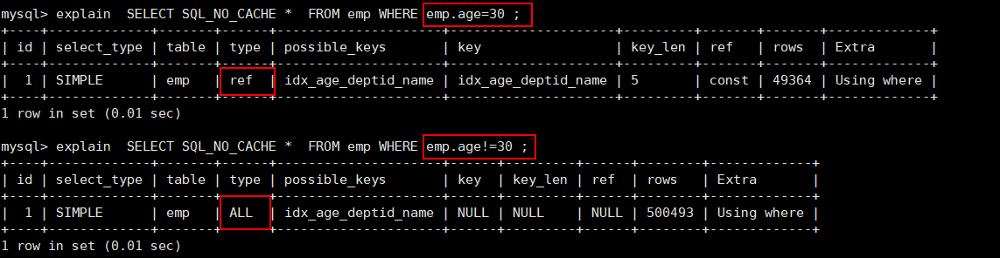 mysql> explain  SELECT SQL_NO_CACHE *  FROM emp WHERE emp.age=30 ;
+----+-------------+-------+------+----------------------+----------------------+---------+-------+-------+-------------+
| id | select_type | table | type | possible_keys        | key                  | key_len | ref   | rows  | Extra       |
+----+-------------+-------+------+----------------------+----------------------+---------+-------+-------+-------------+
|  1 | SIMPLE      | emp   | ref  | idx_age_deptid_name | idx_age_deptid_name | 5       | const | 49364 | Using where |
+----+-------------+-------+------+----------------------+----------------------+---------+-------+-------+-------------+
1 row in set (0.01 sec)
mysql> explain  SELECT SQL_NO_CACHE *  FROM emp WHERE emp.age!=30 ;
+----+-------------+-------+------+---------------------+------+---------+------+--------+-------------+
| id | select_type | table | type | possible_keys       | key  | key_len | ref  | rows   | Extra       |
+----+-------------+-------+------+---------------------+------+---------+------+--------+-------------+
|  1 | SIMPLE      | emp   | ALL  | idx_age_deptid_name | NULL | NULL    | NULL | 500493 | Using where |
+----+-------------+-------+------+---------------------+------+---------+------+--------+-------------+
1 row in set (0.01 sec)